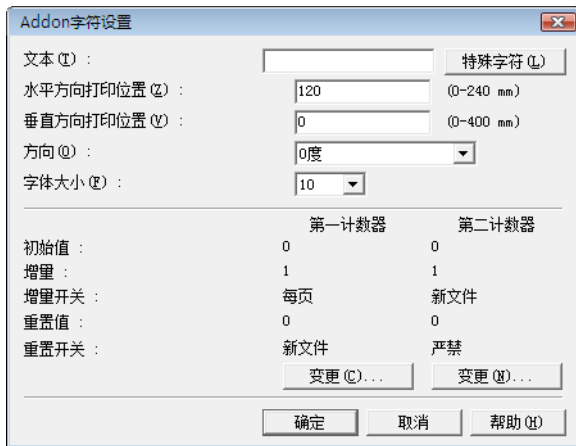 Addon字符设置
文本(T) :
特殊字符(L)
水平方向打印位置(Z) : 120 (0-240 mm)
垂直方向打印位置(V) : 0 (0-400 mm)
方向(O) : 0度
字体大小(F) : 10
第一计数器 第二计数器
初始值 : 0 0
增量 : 1 1
增量开关 : 每页 新文件
重置值 : 0 0
重置开关 : 新文件 严禁
变更(C)... 变更(N)...
确定 取消 帮助(H)